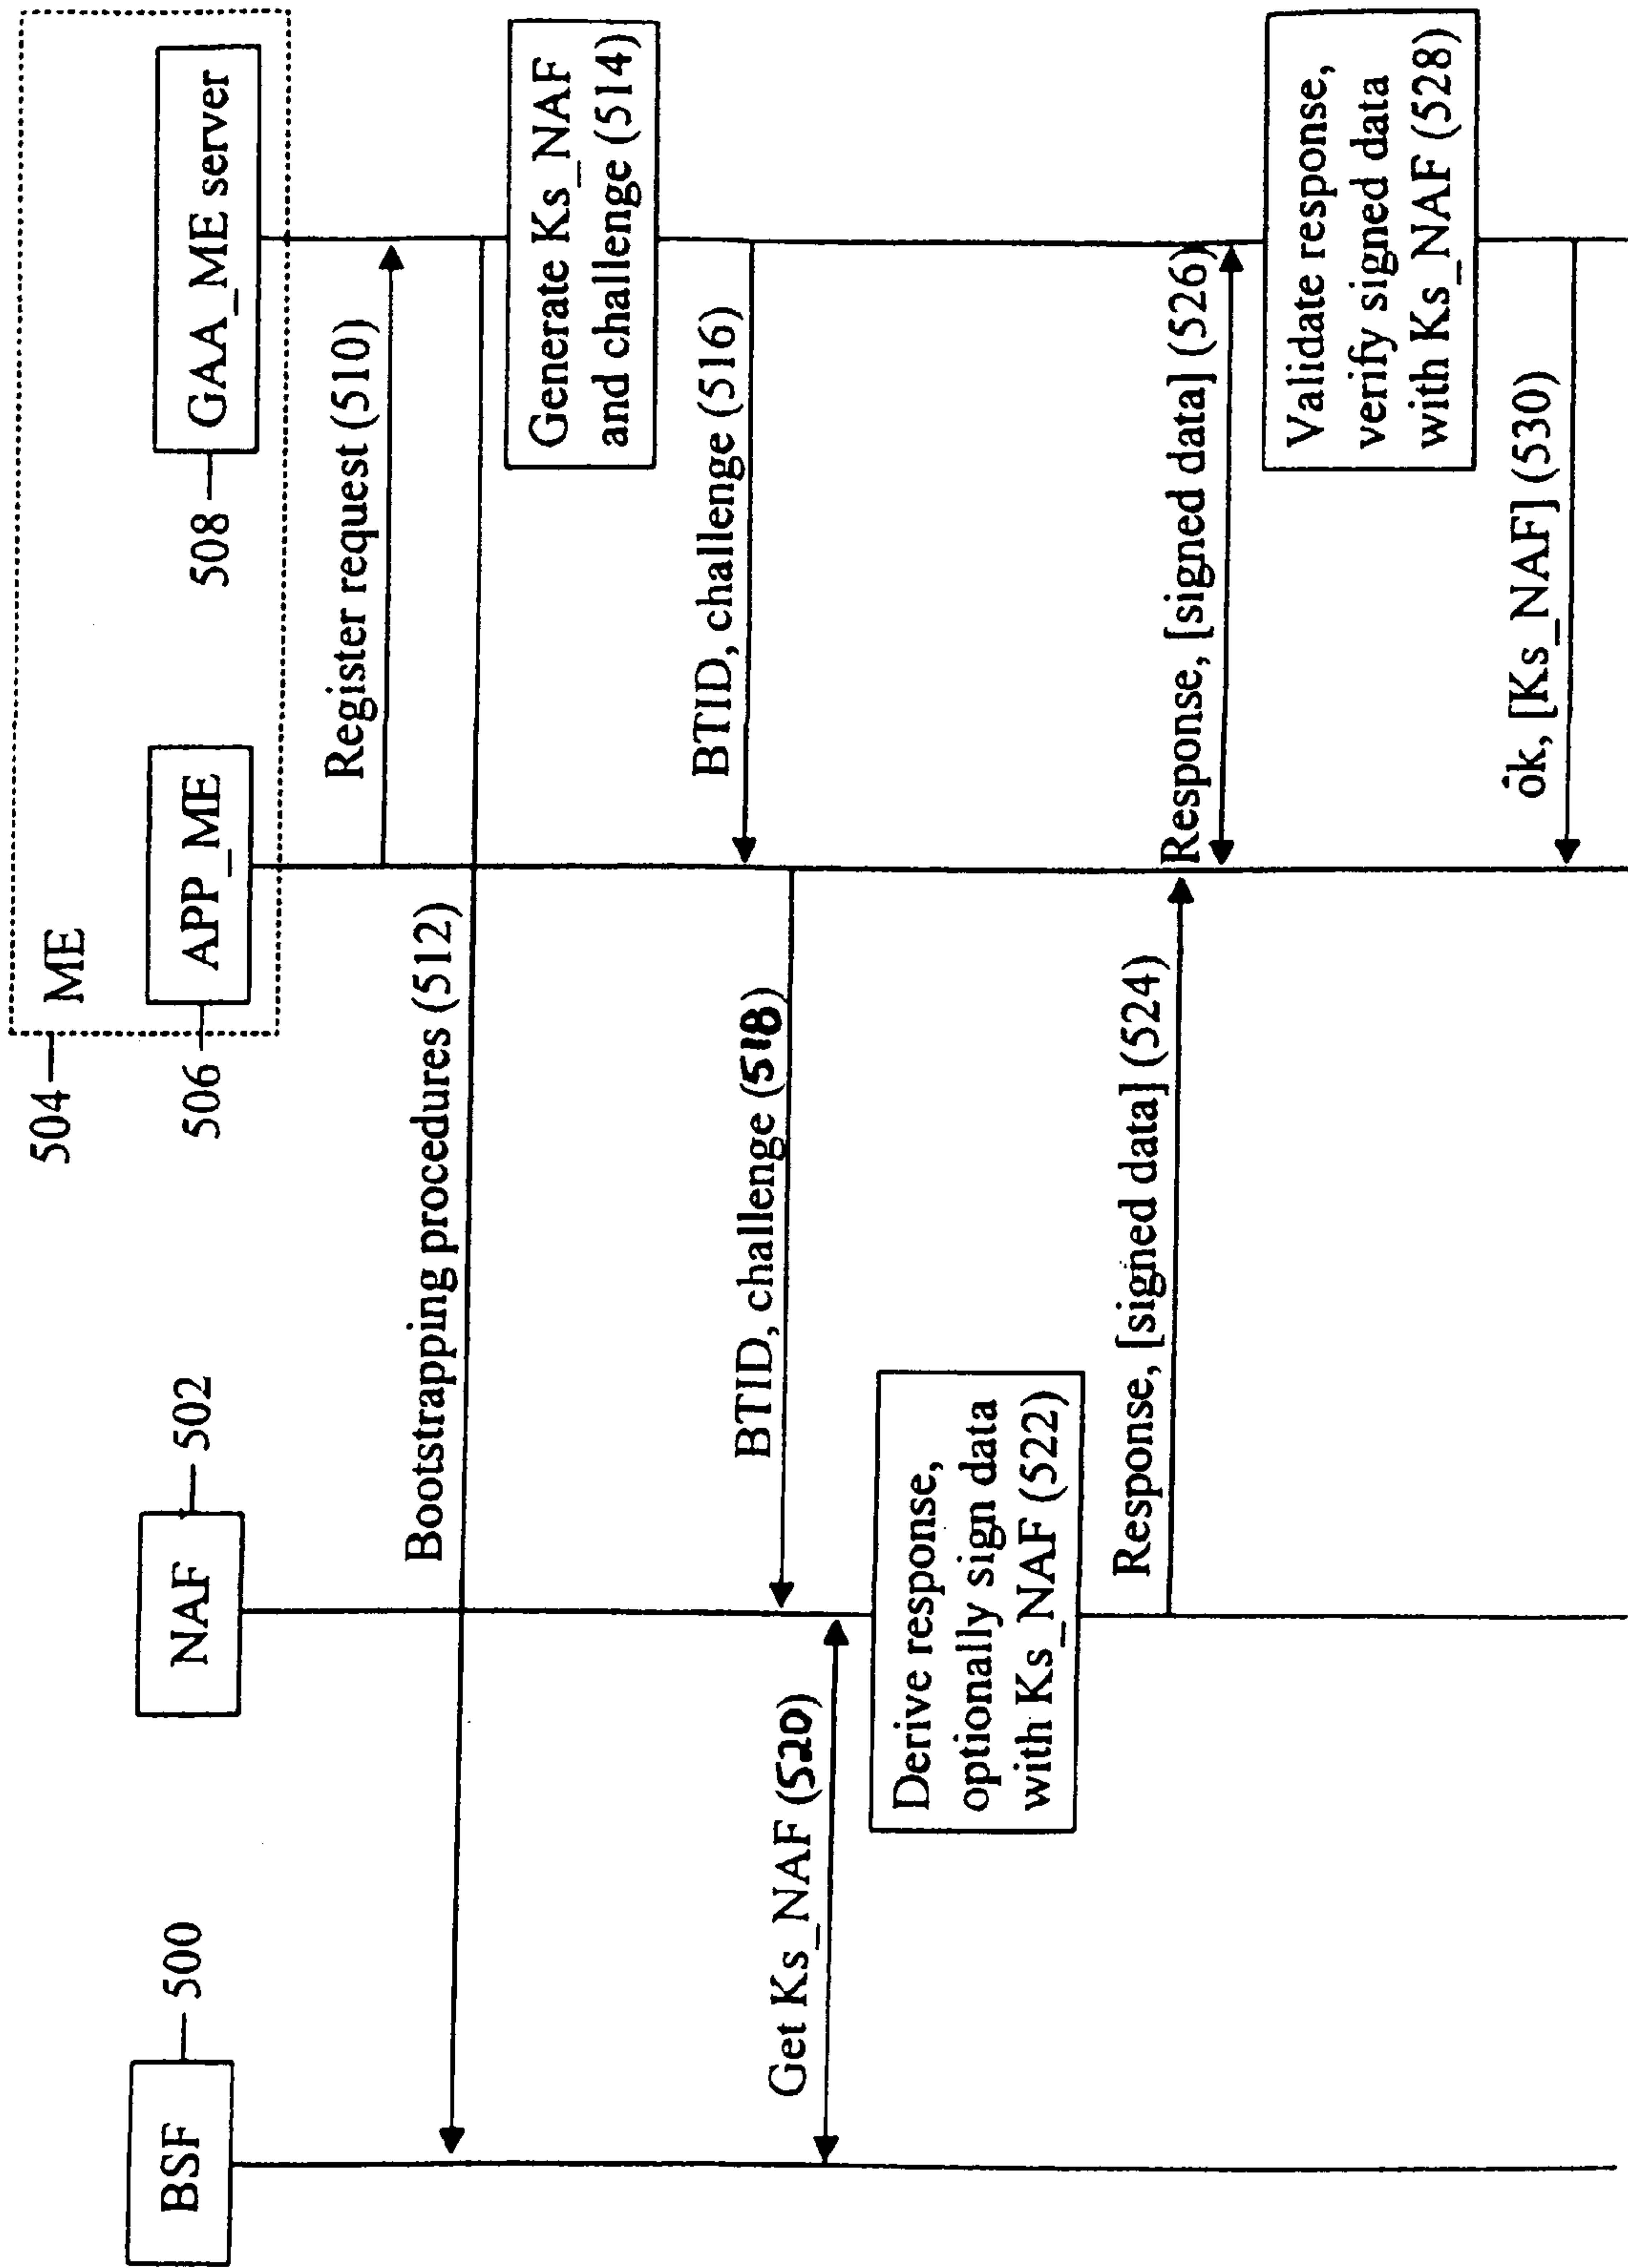 504
ME
BSF
500
NAF
502
APP_ME
506
GAA_ME server
508
Register request (510)
Bootstrapping procedures (512)
Generate Ks_NAF
and challenge (514)
BTID, challenge (516)
BTID, challenge (518)
Get Ks_NAF (520)
Derive response,
optionally sign data
with Ks_NAF (522)
Response, [signed data] (524)
Response, [signed data] (526)
Validate response,
verify signed data
with Ks_NAF (528)
ok, [Ks_NAF] (530)